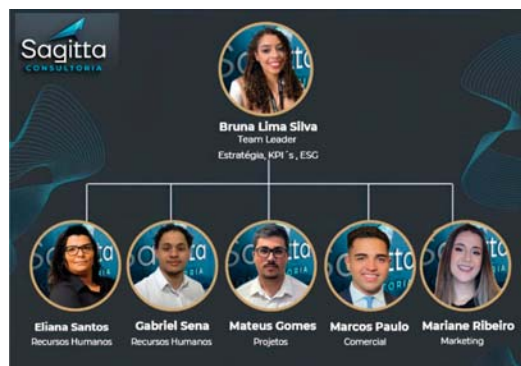 Sagitta
CONSULTORIA
Bruna Lima Silva
Team Leader
Estratégia, KPI´s , ESG
Eliana Santos
Recursos Humanos
Gabriel Sena
Recursos Humanos
Mateus Gomes
Projetos
Marcos Paulo
Comercial
Mariane Ribeiro
Marketing